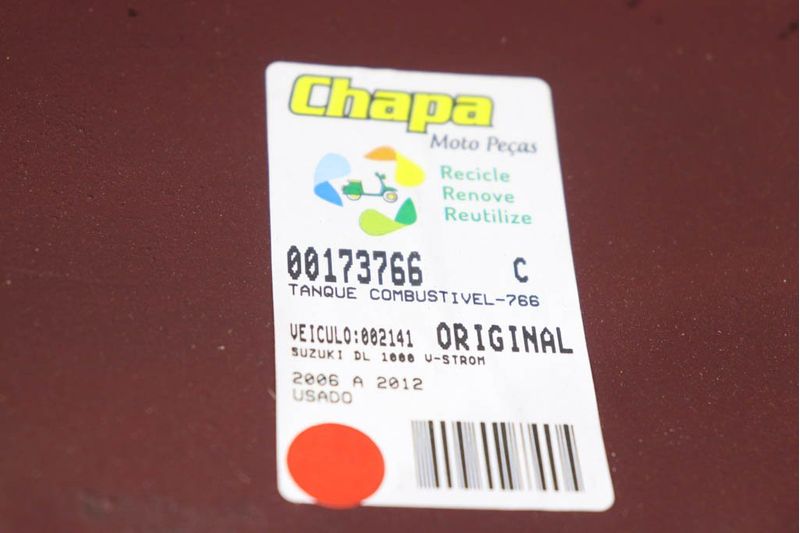 Chapa
Moto Peças
Recicle
Renove
Reutilize
00173766 C
TANQUE COMBUSTIVEL-766
VEICULO:002141 ORIGINAL
SUZUKI DL 1000 V-STROM
2006 A 2012
USADO